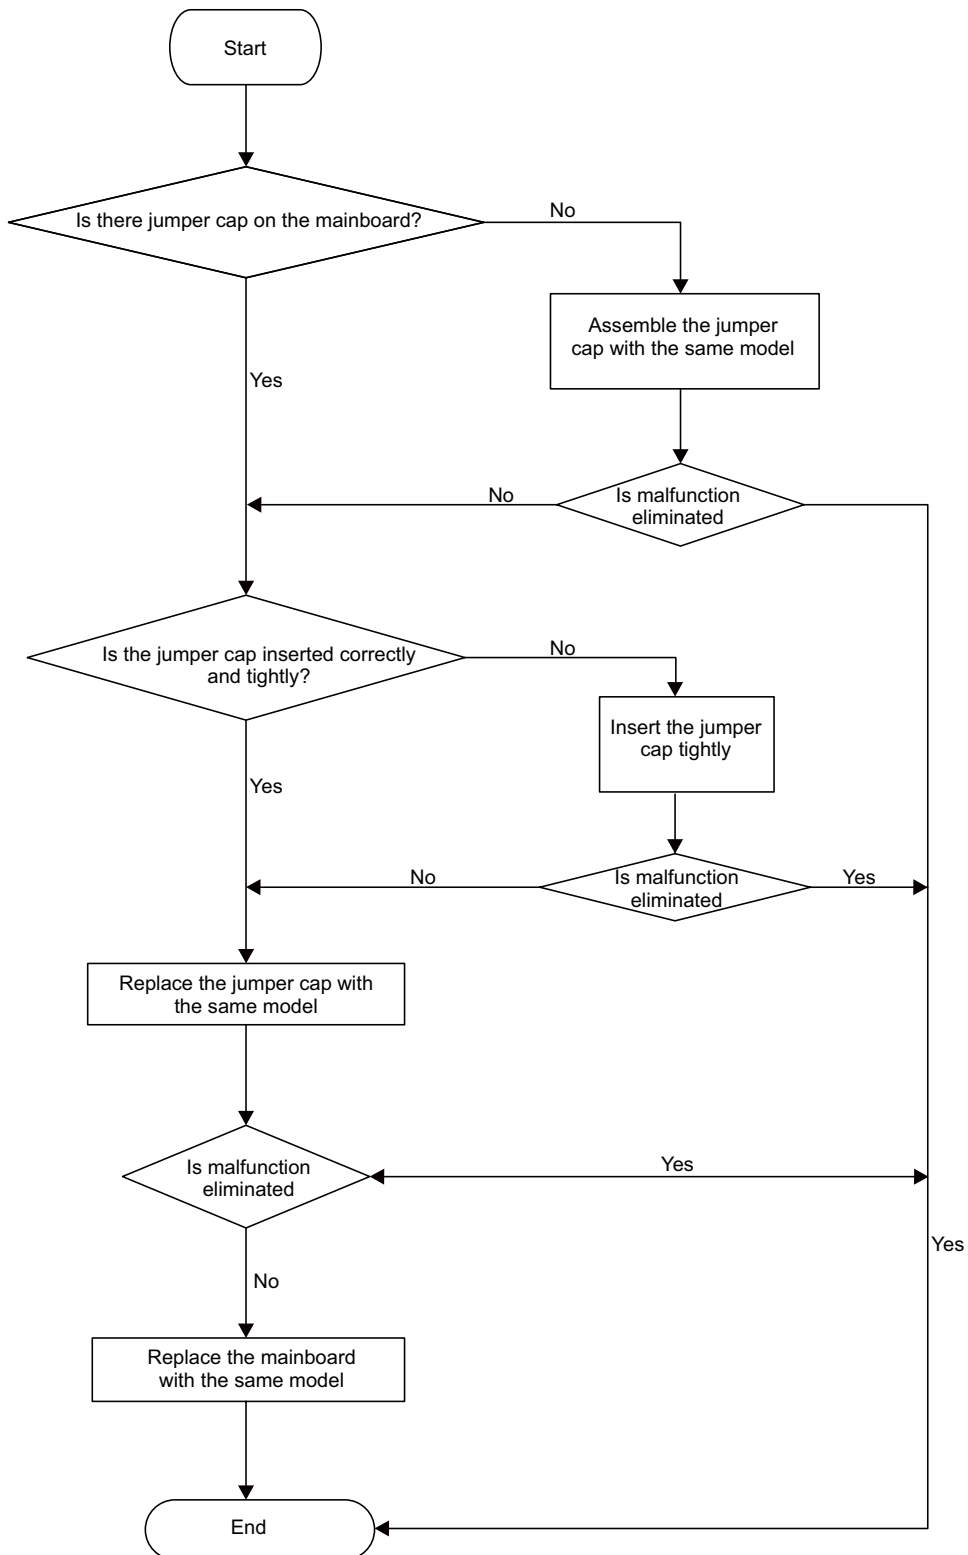 Start
Is there jumper cap on the mainboard?
No
Assemble the jumper
cap with the same model
Yes
No
Is malfunction
eliminated
Is the jumper cap inserted correctly
and tightly?
No
Insert the jumper
cap tightly
Yes
No
Is malfunction
eliminated
Yes
Replace the jumper cap with
the same model
Is malfunction
eliminated
Yes
Yes
No
Replace the mainboard
with the same model
End